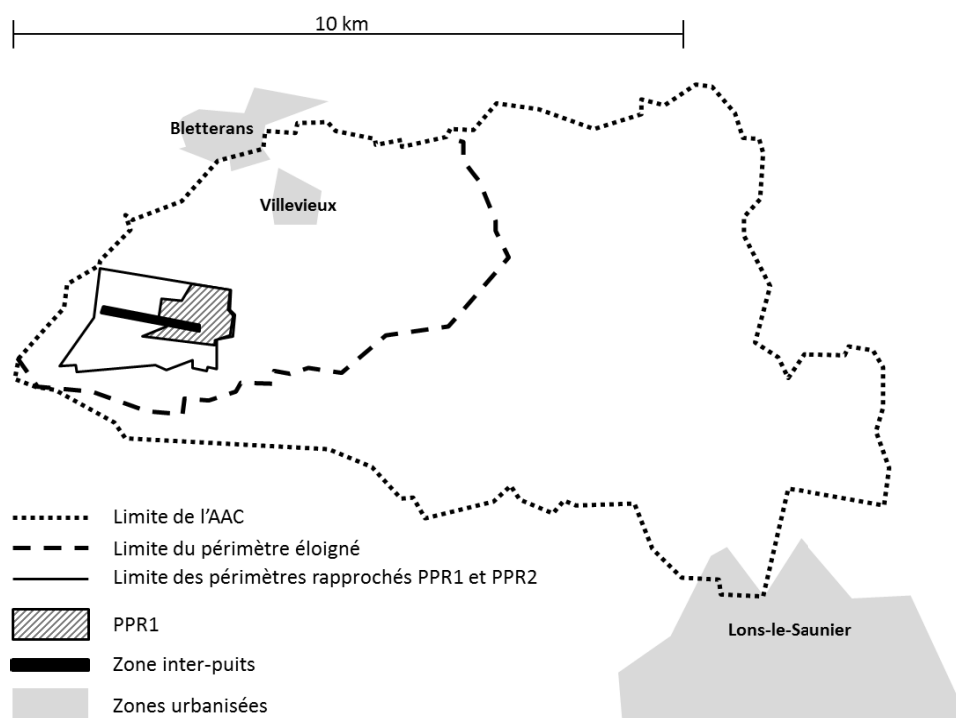 10 km
Bletterans
Villevieux
Limite de l'AAC
Limite du périmètre éloigné
Limite des périmètres rapprochés PPR1 et PPR2
PPR1
Lons-le-Saunier
Zone inter-puits
Zones urbanisées